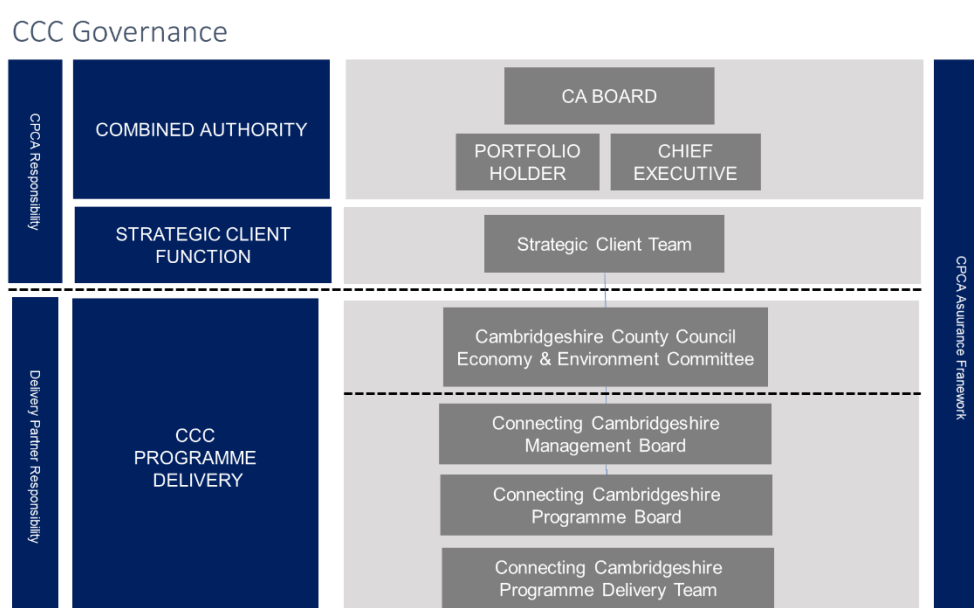 CCC Governance
CPCA Responsibility
COMBINED AUTHORITY
CA BOARD
PORTFOLIO
HOLDER
CHIEF
EXECUTIVE
STRATEGIC CLIENT
FUNCTION
Strategic Client Team
Delivery Partner Responsibility
CCC
PROGRAMME
DELIVERY
Cambridgeshire County Council
Economy & Environment Committee
Connecting Cambridgeshire
Management Board
Connecting Cambridgeshire
Programme Board
Connecting Cambridgeshire
Programme Delivery Team
CPCA Asuurance Franework